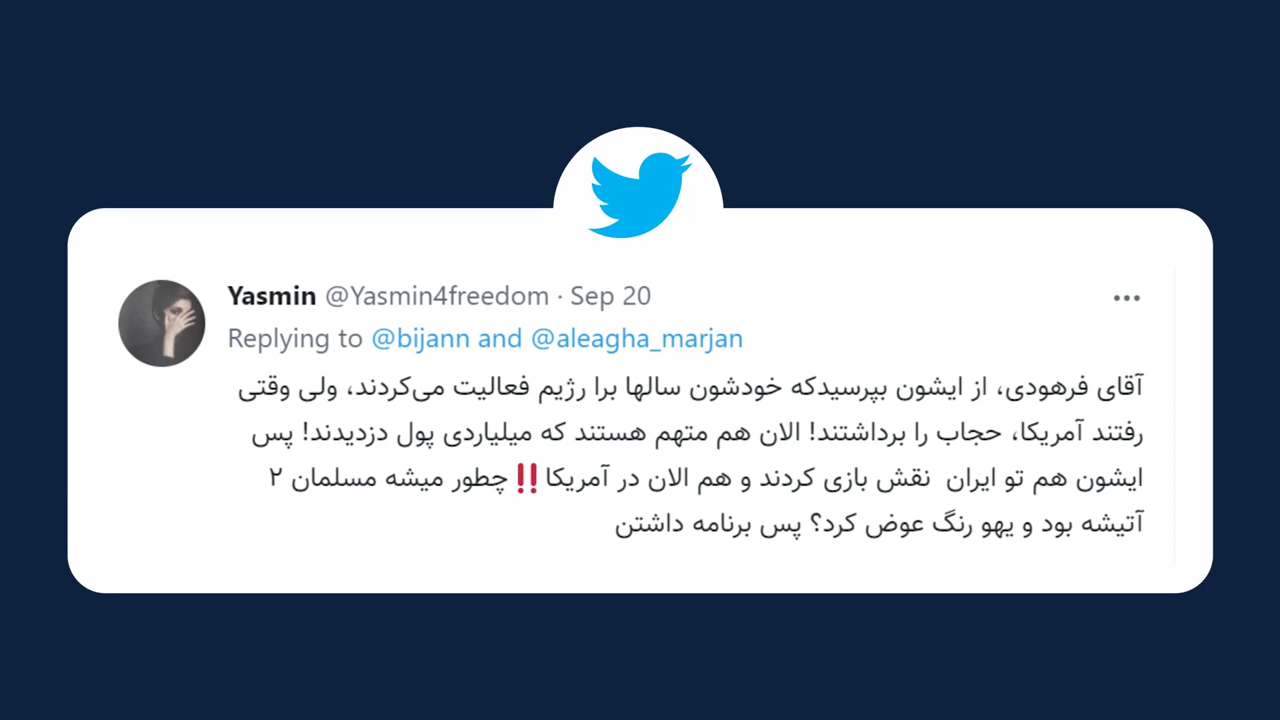 Yasmin @Yasmin4freedom · Sep 20
Replying to @bijann and @aleagha_marjan
آقای فرهودی، از ایشون بپرسیدکه خودشون سالها برا رژیم فعالیت می‌کردند، ولی وقتی
رفتند آمریکا، حجاب را برداشتند! الان هم متهم هستند که میلیاردی پول دزدیدند! پس
ایشون هم تو ایران  نقش بازی کردند و هم الان در آمریکا‼️چطور میشه مسلمان ۲
آتیشه بود و یهو رنگ عوض کرد؟ پس برنامه داشتن